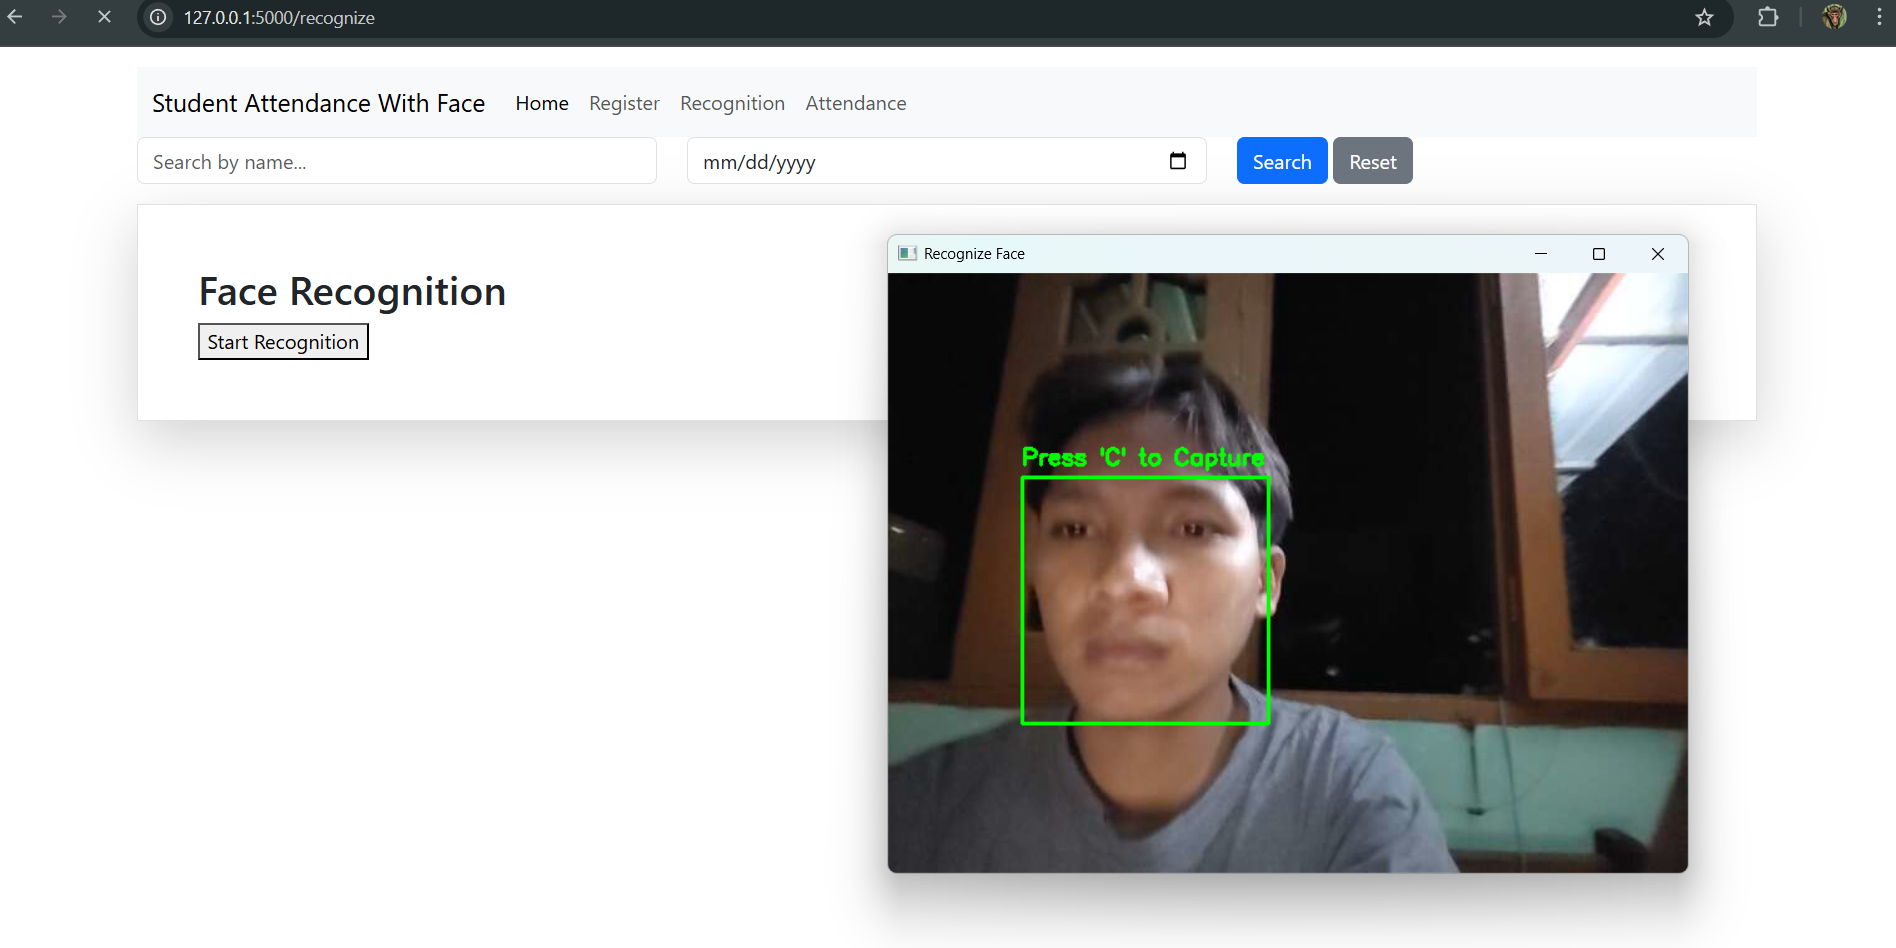 127.0.0.1:5000/recognize
Student Attendance With Face Home Register Recognition Attendance
Search by name... mm/dd/yyyy Search Reset
Recognize Face
Face Recognition
Start Recognition
Press 'C' to Capture